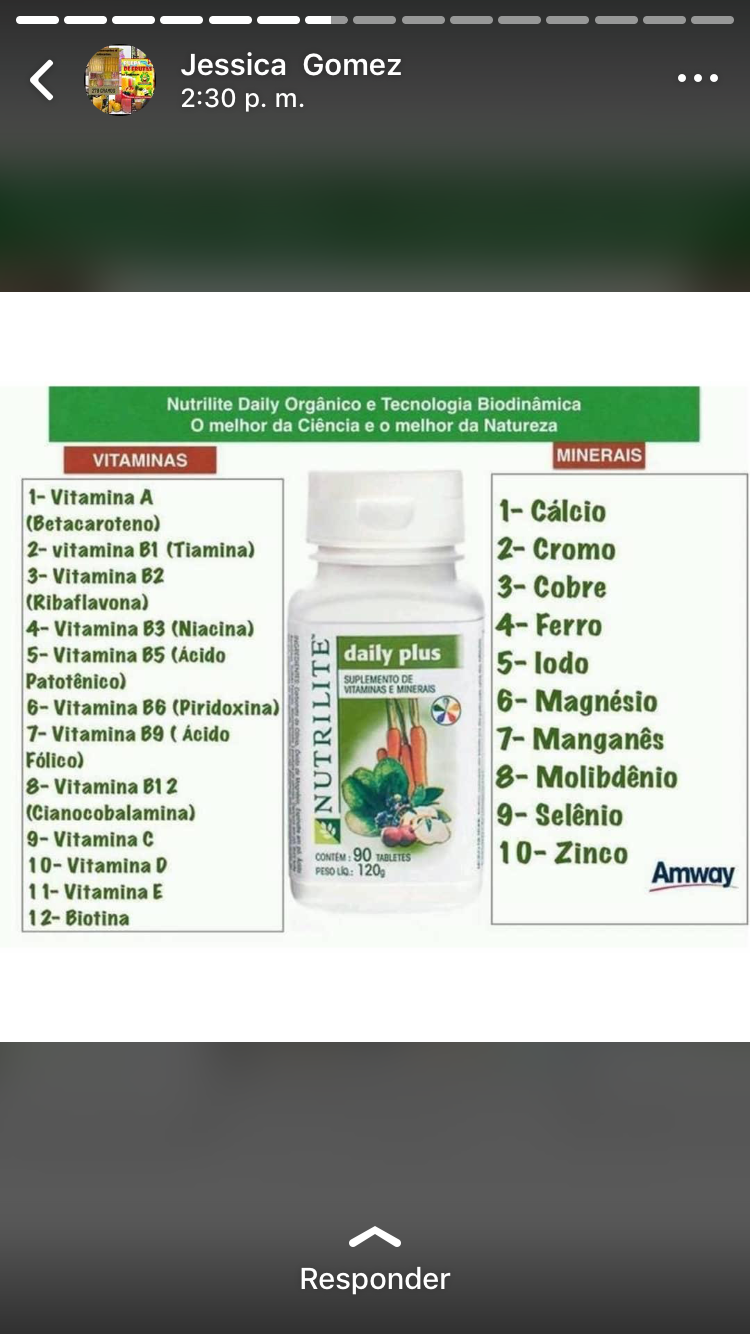 Jessica Gomez
2:30 p. m.
Nutrilite Daily Orgânico e Tecnologia Biodinâmica
O melhor da Ciência e o melhor da Natureza
VITAMINAS
1- Vitamina A
(Betacaroteno)
2- vitamina B1 (Tiamina)
3- Vitamina B2
(Ribaflavona)
4- Vitamina B3 (Niacina)
5- Vitamina B5 (Ácido
Patotênico)
6- Vitamina B6 (Piridoxina)
7- Vitamina B9 ( Ácido
Fólico)
8- Vitamina B12
(Cianocobalamina)
9- Vitamina C
10- Vitamina D
11- Vitamina E
12- Biotina
NUTRILITE™
daily plus
SUPLEMENTO DE
VITAMINAS E MINERAIS
CONTÉM : 90 TABLETES
PESO LÍQ.: 120g
MINERAIS
1- Cálcio
2- Cromo
3- Cobre
4- Ferro
5- Iodo
6- Magnésio
7- Manganês
8- Molibdênio
9- Selênio
10- Zinco
Amway
Responder